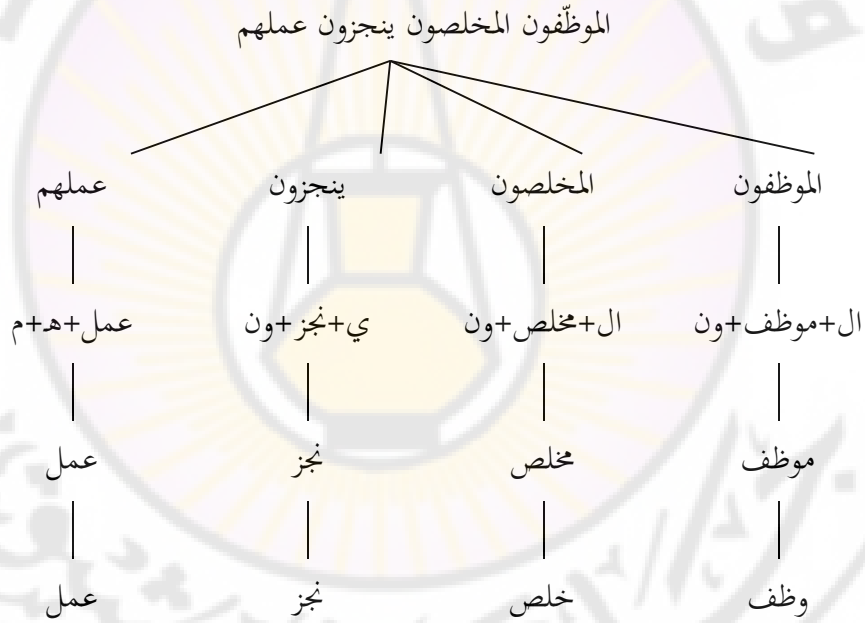 الموظّفون المخلصون ينجزون عملهم
الموظفون المخلصون ينجزون عملهم
ال+موظف+ون ال+مخلص+ون ي+نجز+ون عمل+هـ+م
موظف مخلص نجز عمل
وظف خلص نجز عمل